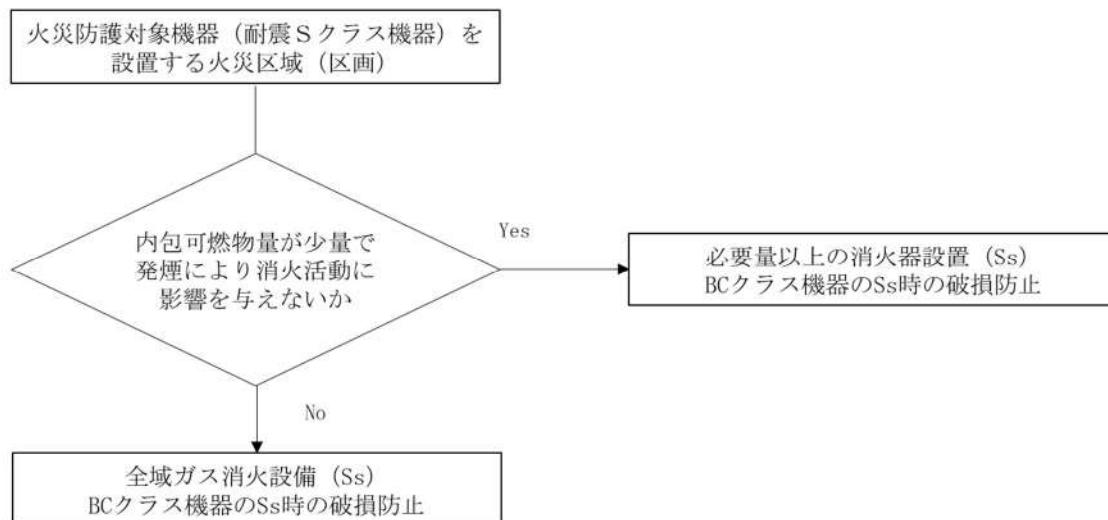 火災防護対象機器（耐震Ｓクラス機器）を
設置する火災区域（区画）
内包可燃物量が少量で
発煙により消火活動に
影響を与えないか
Yes
必要量以上の消火器設置（Ss）
BCクラス機器のSs時の破損防止
No
全域ガス消火設備（Ss）
BCクラス機器のSs時の破損防止